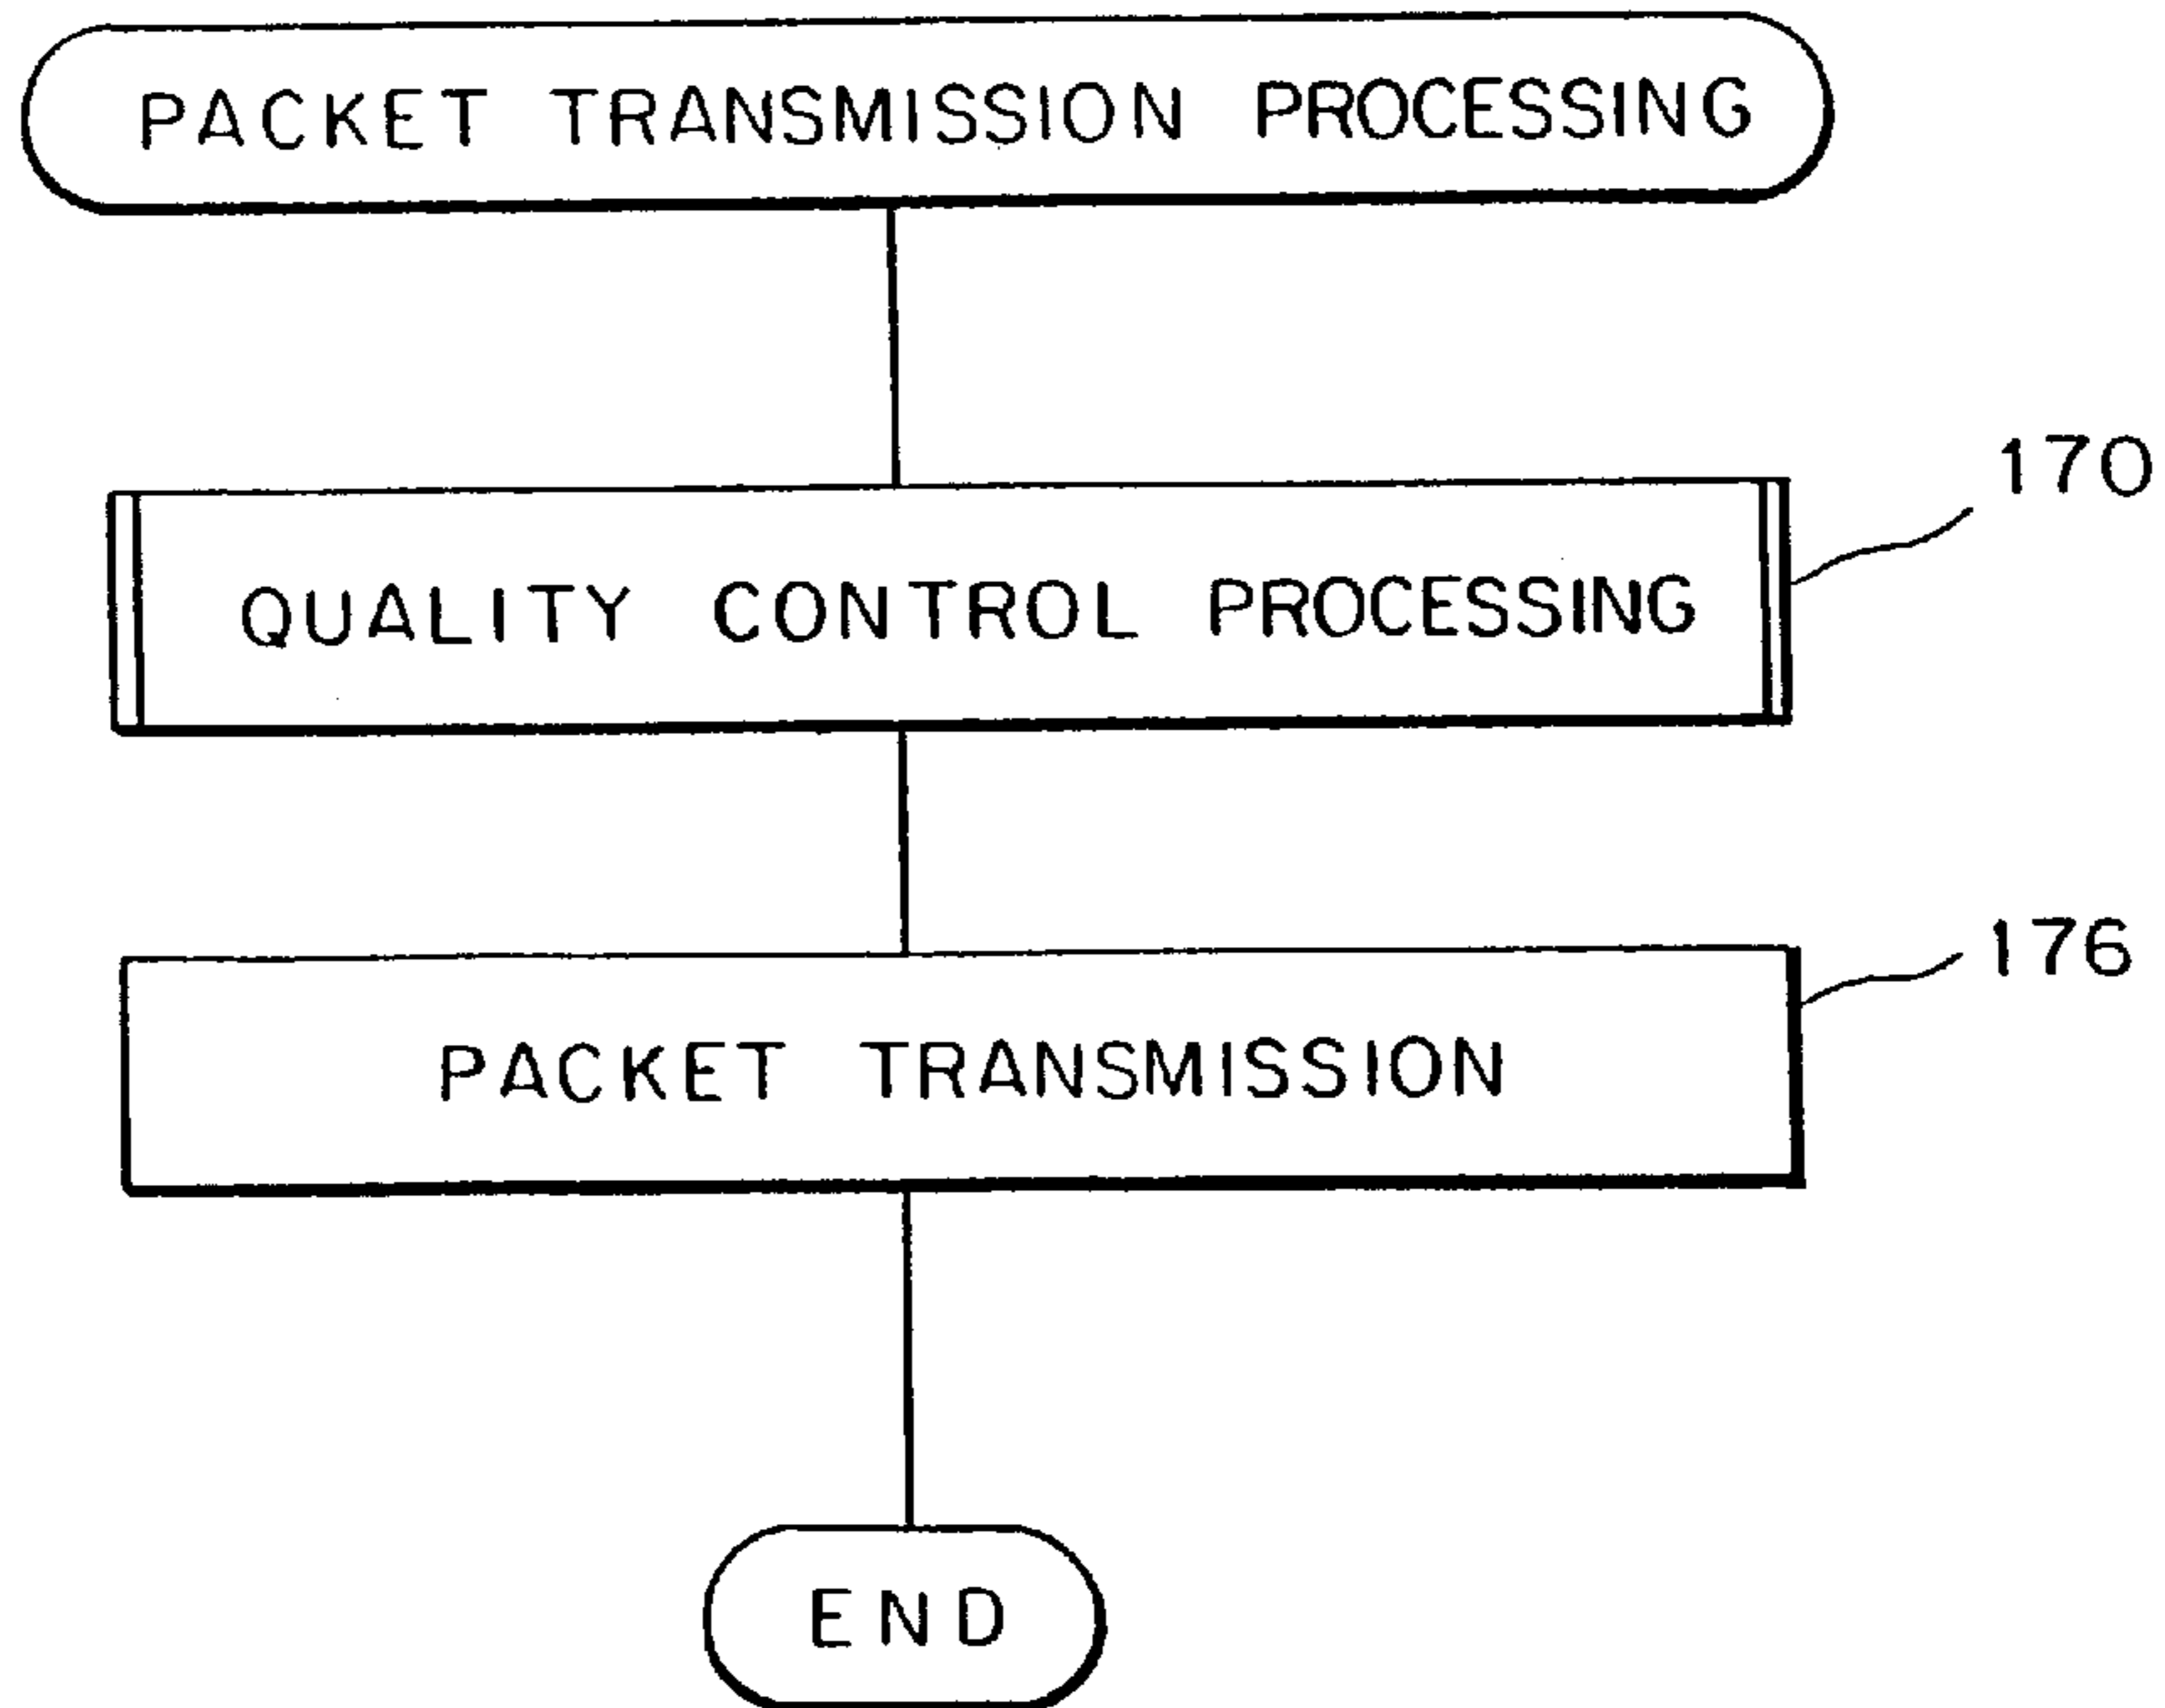 PACKET TRANSMISSION PROCESSING
170
QUALITY CONTROL PROCESSING
176
PACKET TRANSMISSION
END